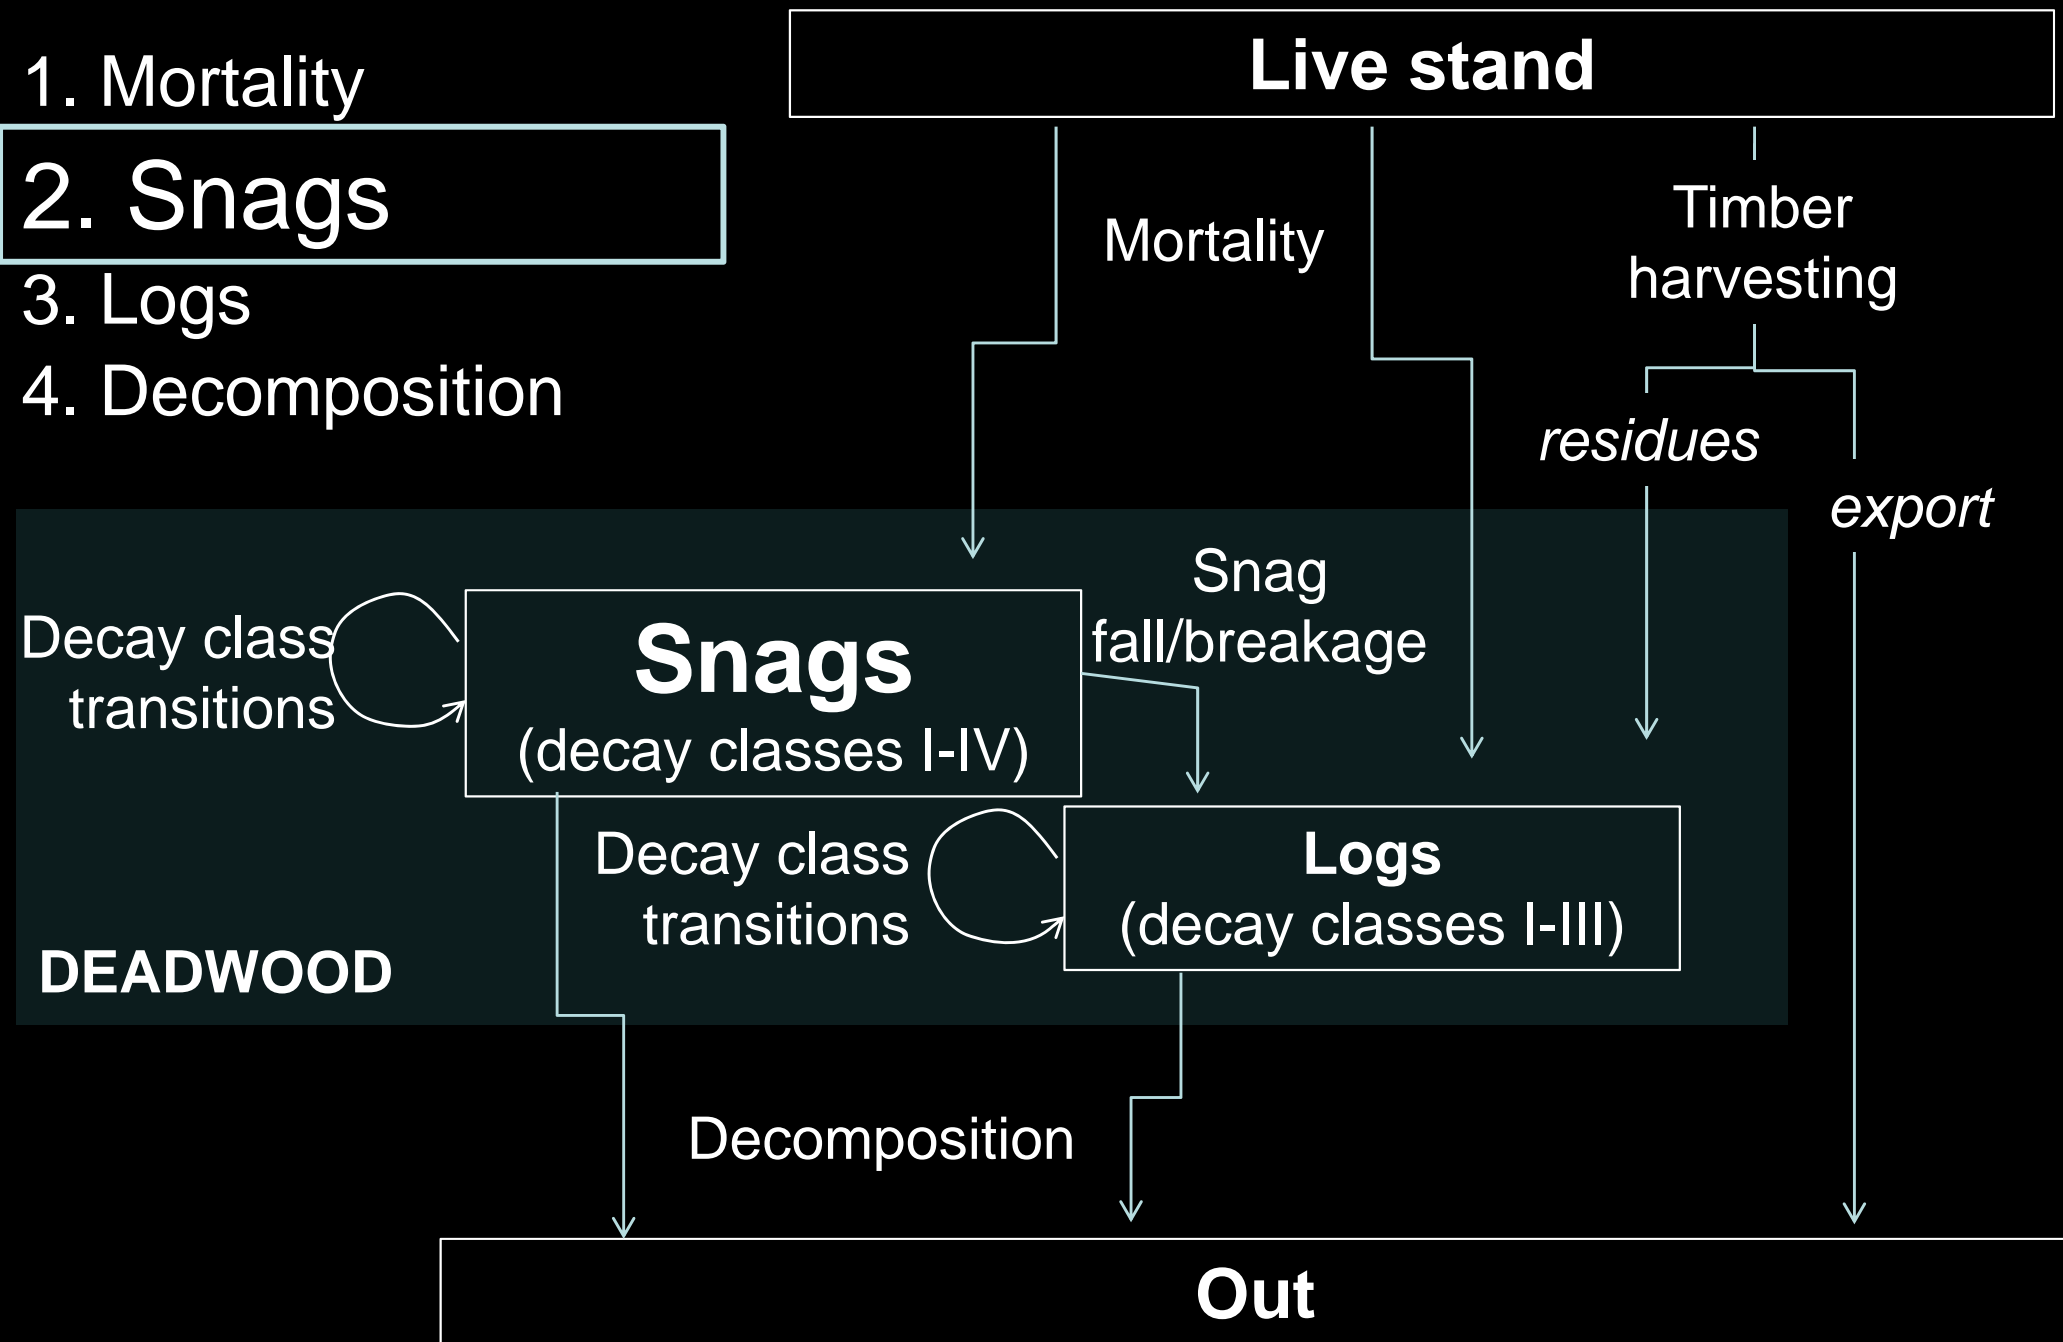 1. Mortality
2. Snags
3. Logs
4. Decomposition
Live stand
Mortality
Timber
harvesting
residues
export
Snag
fall/breakage
Decay class
transitions
Snags
(decay classes I-IV)
Decay class
transitions
Logs
(decay classes I-III)
DEADWOOD
Decomposition
Out